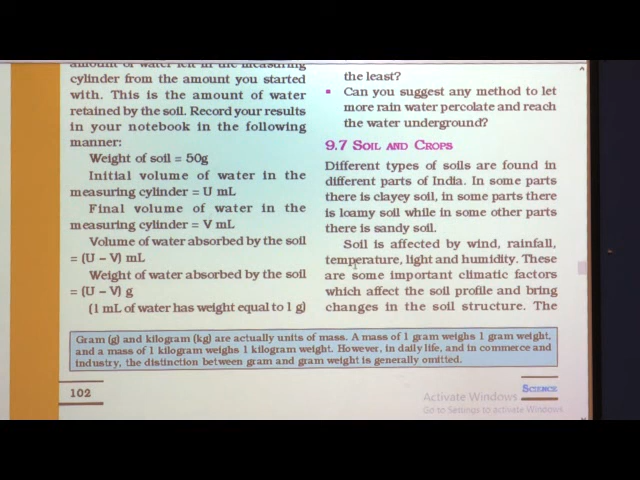 amount of water left in the measuring
cylinder from the amount you started
with. This is the amount of water
retained by the soil. Record your results
in your notebook in the following
manner:
Weight of soil = 50g
Initial volume of water in the
measuring cylinder = U mL
Final volume of water in the
measuring cylinder = V mL
Volume of water absorbed by the soil
= (U – V) mL
Weight of water absorbed by the soil
= (U – V) g
(1 mL of water has weight equal to 1 g)
the least?
• Can you suggest any method to let
more rain water percolate and reach
the water underground?
9.7 SOIL AND CROPS
Different types of soils are found in
different parts of India. In some parts
there is clayey soil, in some parts there
is loamy soil while in some other parts
there is sandy soil.
Soil is affected by wind, rainfall,
temperature, light and humidity. These
are some important climatic factors
which affect the soil profile and bring
changes in the soil structure. The
Gram (g) and kilogram (kg) are actually units of mass. A mass of 1 gram weighs 1 gram weight,
and a mass of 1 kilogram weighs 1 kilogram weight. However, in daily life, and in commerce and
industry, the distinction between gram and gram weight is generally omitted.
102
SCIENCE
Activate Windows
Go to Settings to activate Windows.